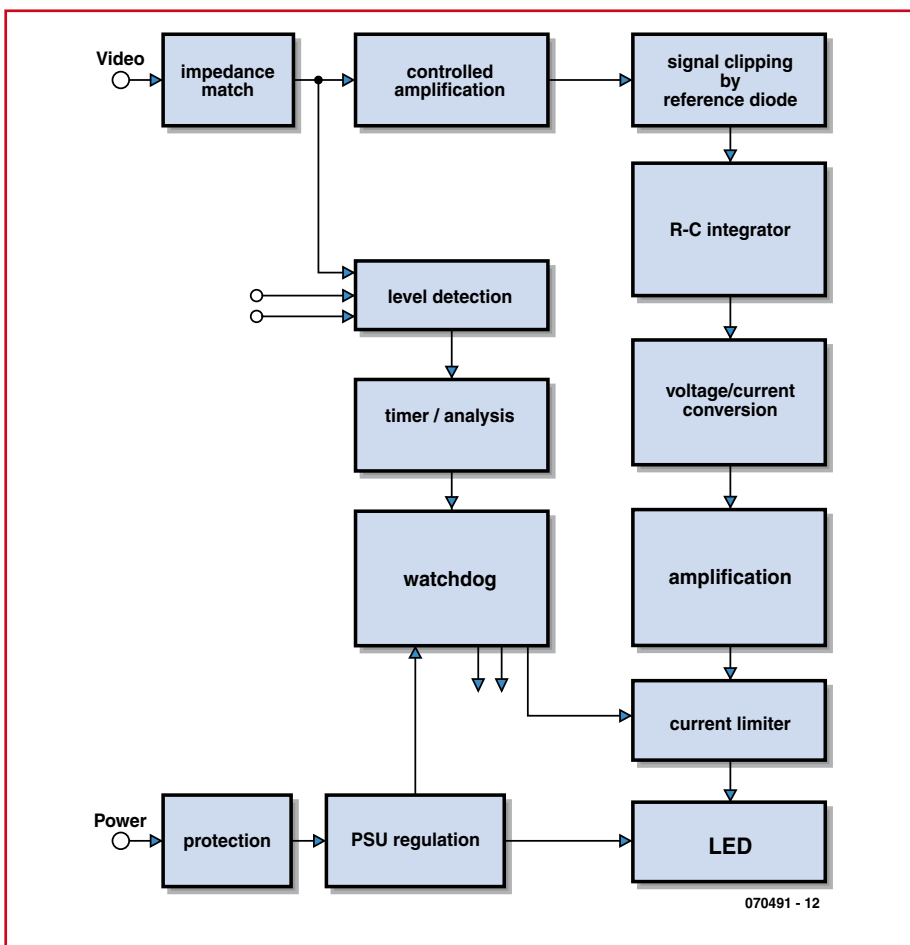 Video
impedance
match
controlled
amplification
signal clipping
by
reference diode
R-C integrator
level detection
timer / analysis
voltage/current
conversion
watchdog
amplification
current limiter
Power
protection
PSU regulation
LED
070491 - 12